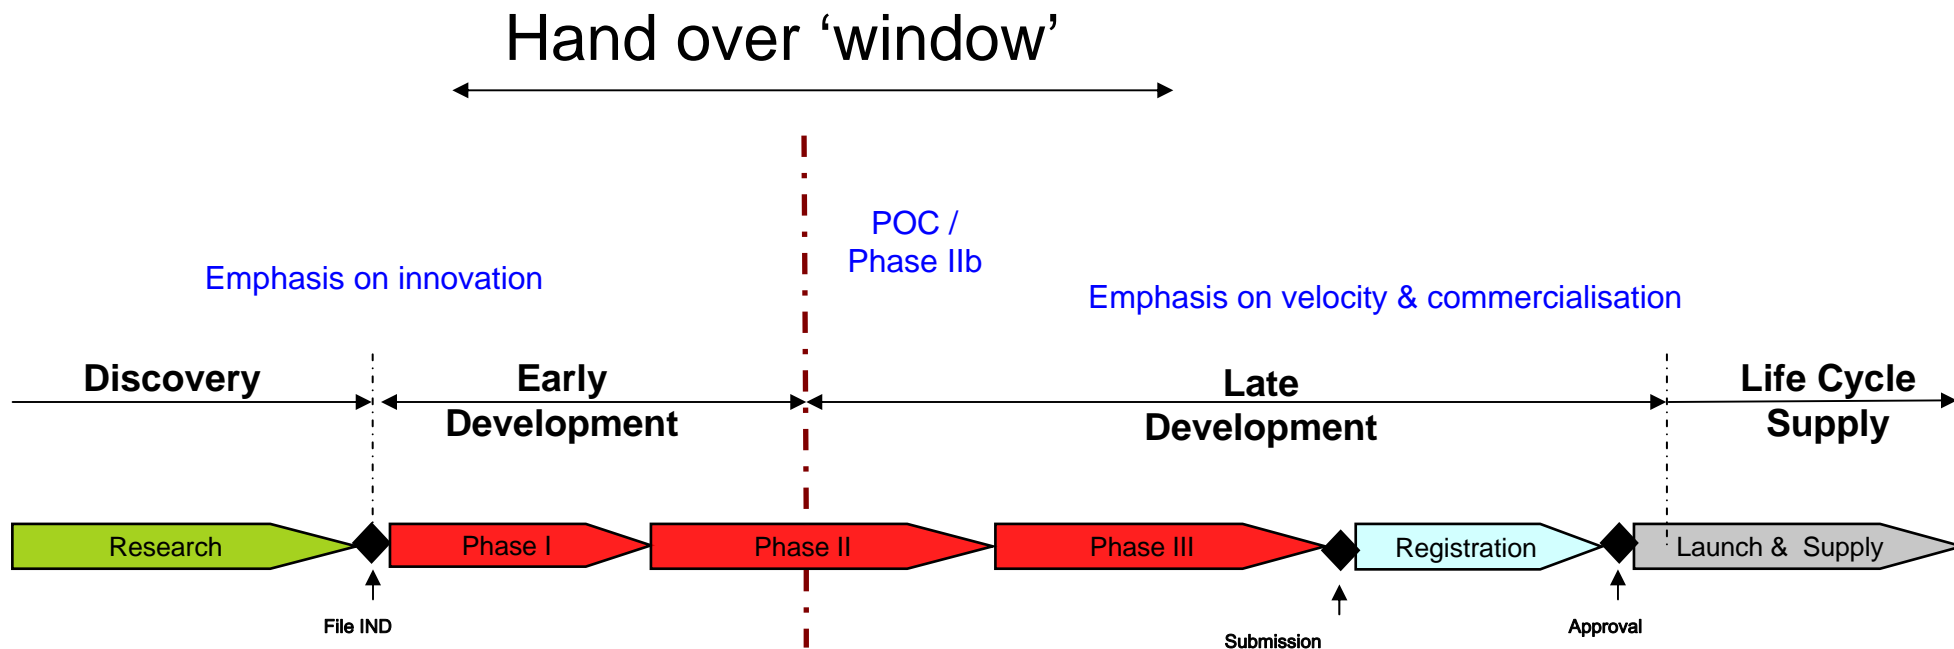 Hand over ‘window’
POC /
Phase IIb
Emphasis on innovation
Emphasis on velocity & commercialisation
Discovery
Early
Development
Late
Development
Life Cycle
Supply
Research
Phase I
Phase II
Phase III
Registration
Launch & Supply
File IND
Submission
Approval